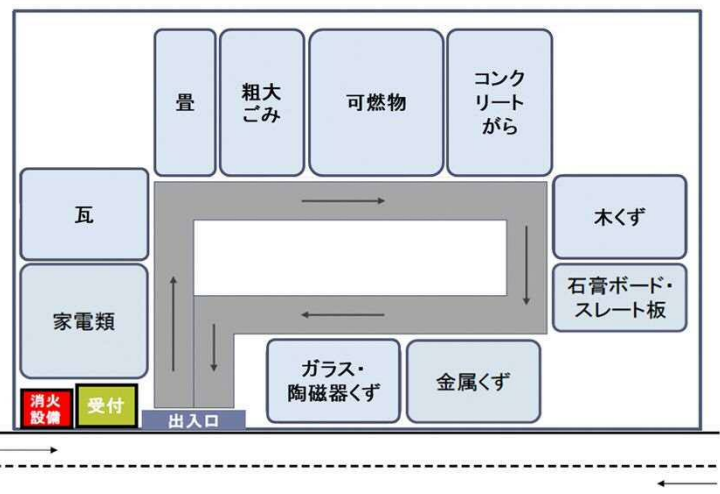 畳
粗大
ごみ
可燃物
コンク
リート
がら
瓦
木くず
家電類
石膏ボード・
スレート板
ガラス・
陶磁器くず
金属くず
消火
設備
受付
出入口